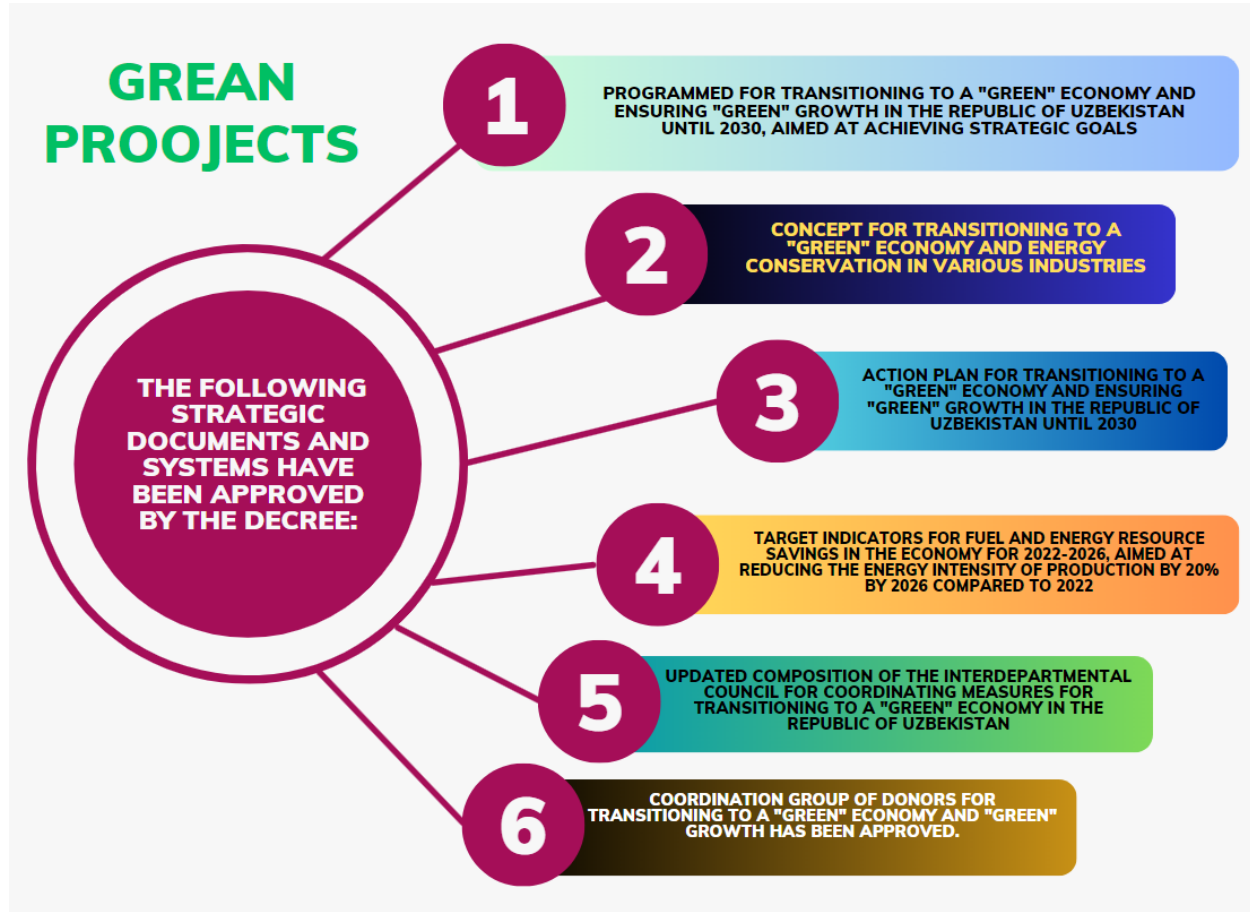 GREAN
PROOJECTS
THE FOLLOWING
STRATEGIC
DOCUMENTS AND
SYSTEMS HAVE
BEEN APPROVED
BY THE DECREE:
1
PROGRAMMED FOR TRANSITIONING TO A "GREEN" ECONOMY AND
ENSURING "GREEN" GROWTH IN THE REPUBLIC OF UZBEKISTAN
UNTIL 2030, AIMED AT ACHIEVING STRATEGIC GOALS
2
CONCEPT FOR TRANSITIONING TO A
"GREEN" ECONOMY AND ENERGY
CONSERVATION IN VARIOUS INDUSTRIES
3
ACTION PLAN FOR TRANSITIONING TO A
"GREEN" ECONOMY AND ENSURING
"GREEN" GROWTH IN THE REPUBLIC OF
UZBEKISTAN UNTIL 2030
4
TARGET INDICATORS FOR FUEL AND ENERGY RESOURCE
SAVINGS IN THE ECONOMY FOR 2022-2026, AIMED AT
REDUCING THE ENERGY INTENSITY OF PRODUCTION BY 20%
BY 2026 COMPARED TO 2022
5
UPDATED COMPOSITION OF THE INTERDEPARTMENTAL
COUNCIL FOR COORDINATING MEASURES FOR
TRANSITIONING TO A "GREEN" ECONOMY IN THE
REPUBLIC OF UZBEKISTAN
6
COORDINATION GROUP OF DONORS FOR
TRANSITIONING TO A "GREEN" ECONOMY AND "GREEN"
GROWTH HAS BEEN APPROVED.